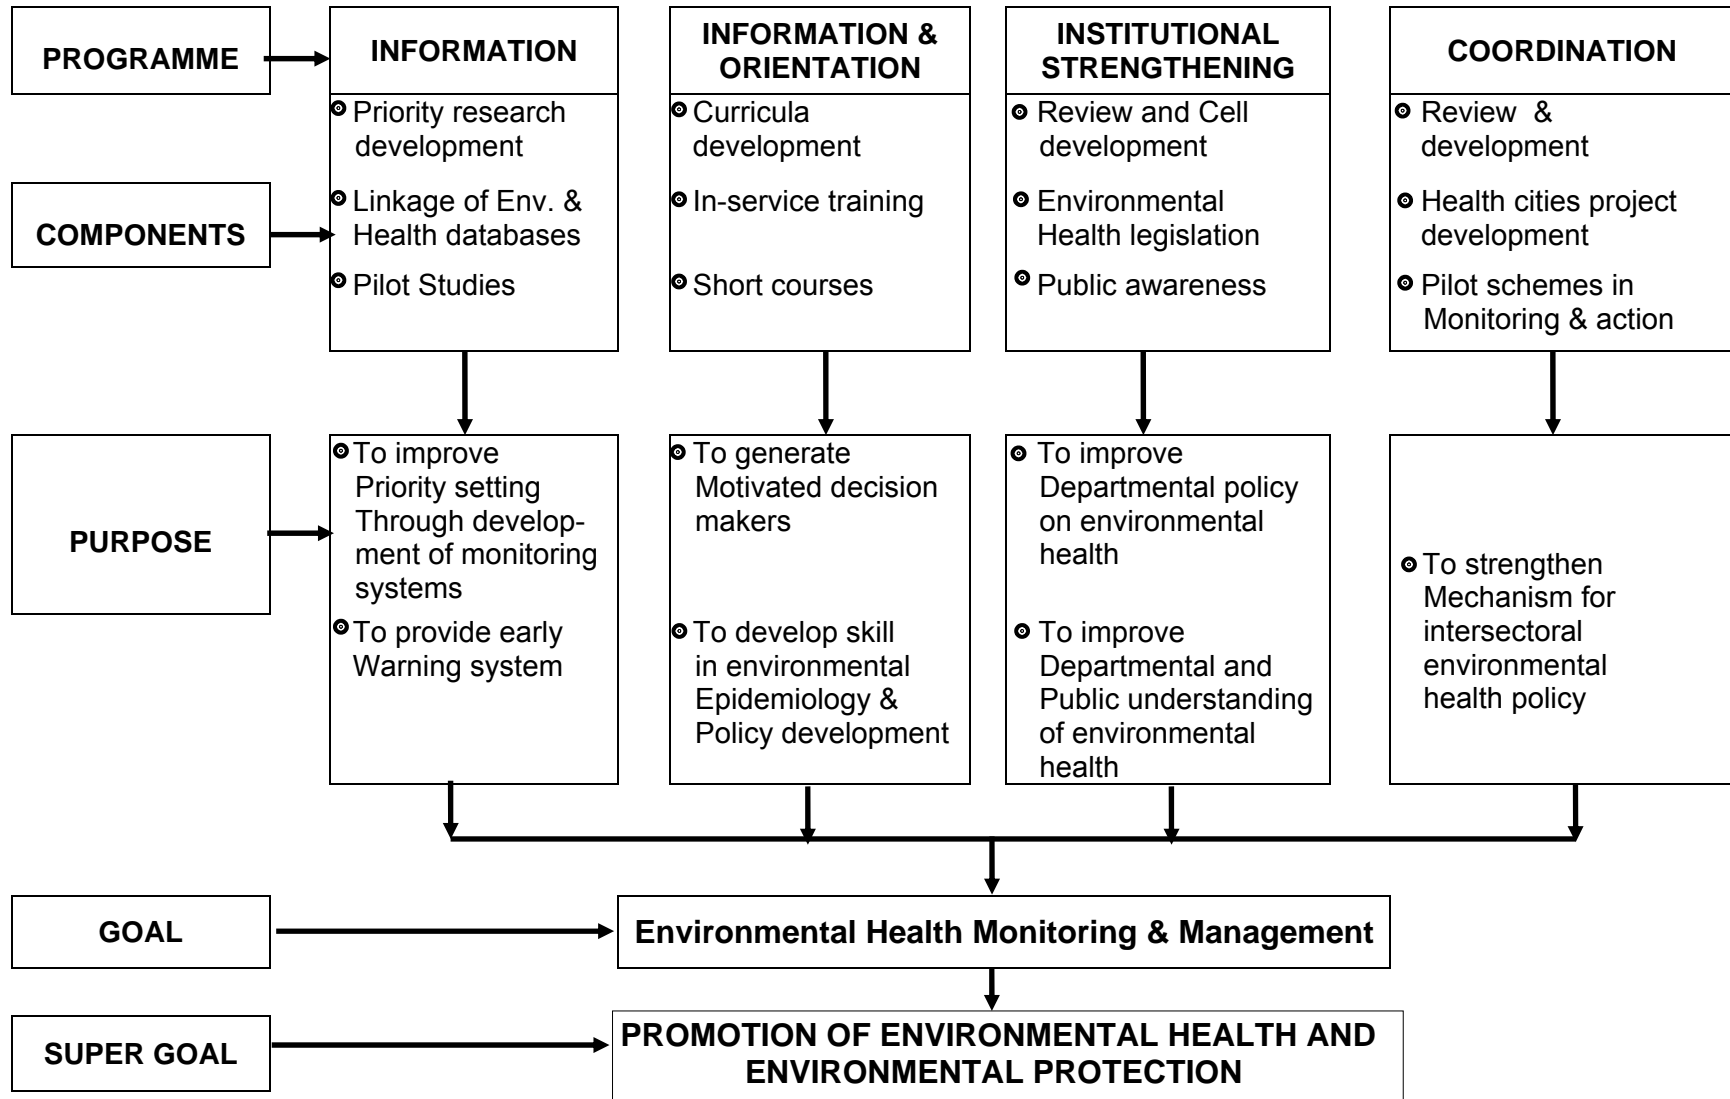 PROGRAMME
INFORMATION
INFORMATION &
ORIENTATION
INSTITUTIONAL
STRENGTHENING
COORDINATION
COMPONENTS
Priority research
development
Linkage of Env. &
Health databases
Pilot Studies
Curricula
development
In-service training
Short courses
Review and Cell
development
Environmental
Health legislation
Public awareness
Review &
development
Health cities project
development
Pilot schemes in
Monitoring & action
PURPOSE
To improve
Priority setting
Through develop-
ment of monitoring
systems
To provide early
Warning system
To generate
Motivated decision
makers
To develop skill
in environmental
Epidemiology &
Policy development
To improve
Departmental policy
on environmental
health
To improve
Departmental and
Public understanding
of environmental
health
To strengthen
Mechanism for
intersectoral
environmental
health policy
GOAL
Environmental Health Monitoring & Management
SUPER GOAL
PROMOTION OF ENVIRONMENTAL HEALTH AND
ENVIRONMENTAL PROTECTION